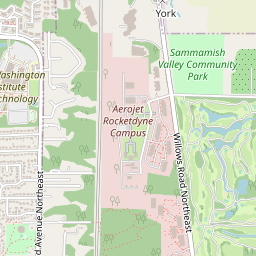 York
Sammamish
Valley Community
Park
Washington
Institute
Technology
Aerojet
Rocketdyne
Campus
Willows Road Northeast
d Avenue Northeast